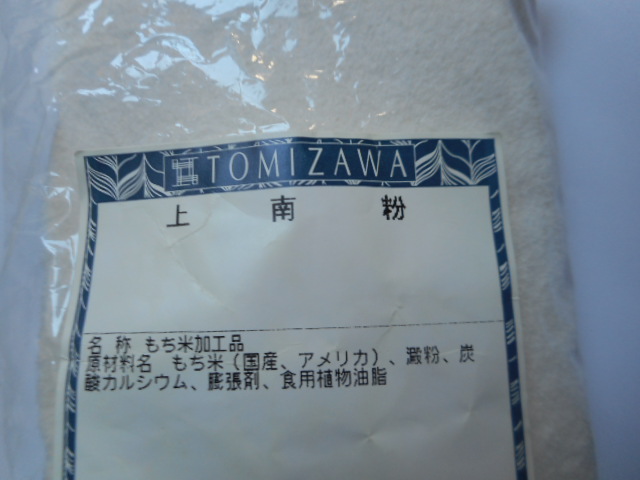 TOMIZAWA
上 南 粉
名 称 もち米加工品
原材料名 もち米（国産、アメリカ）、澱粉、炭
酸カルシウム、膨張剤、食用植物油脂